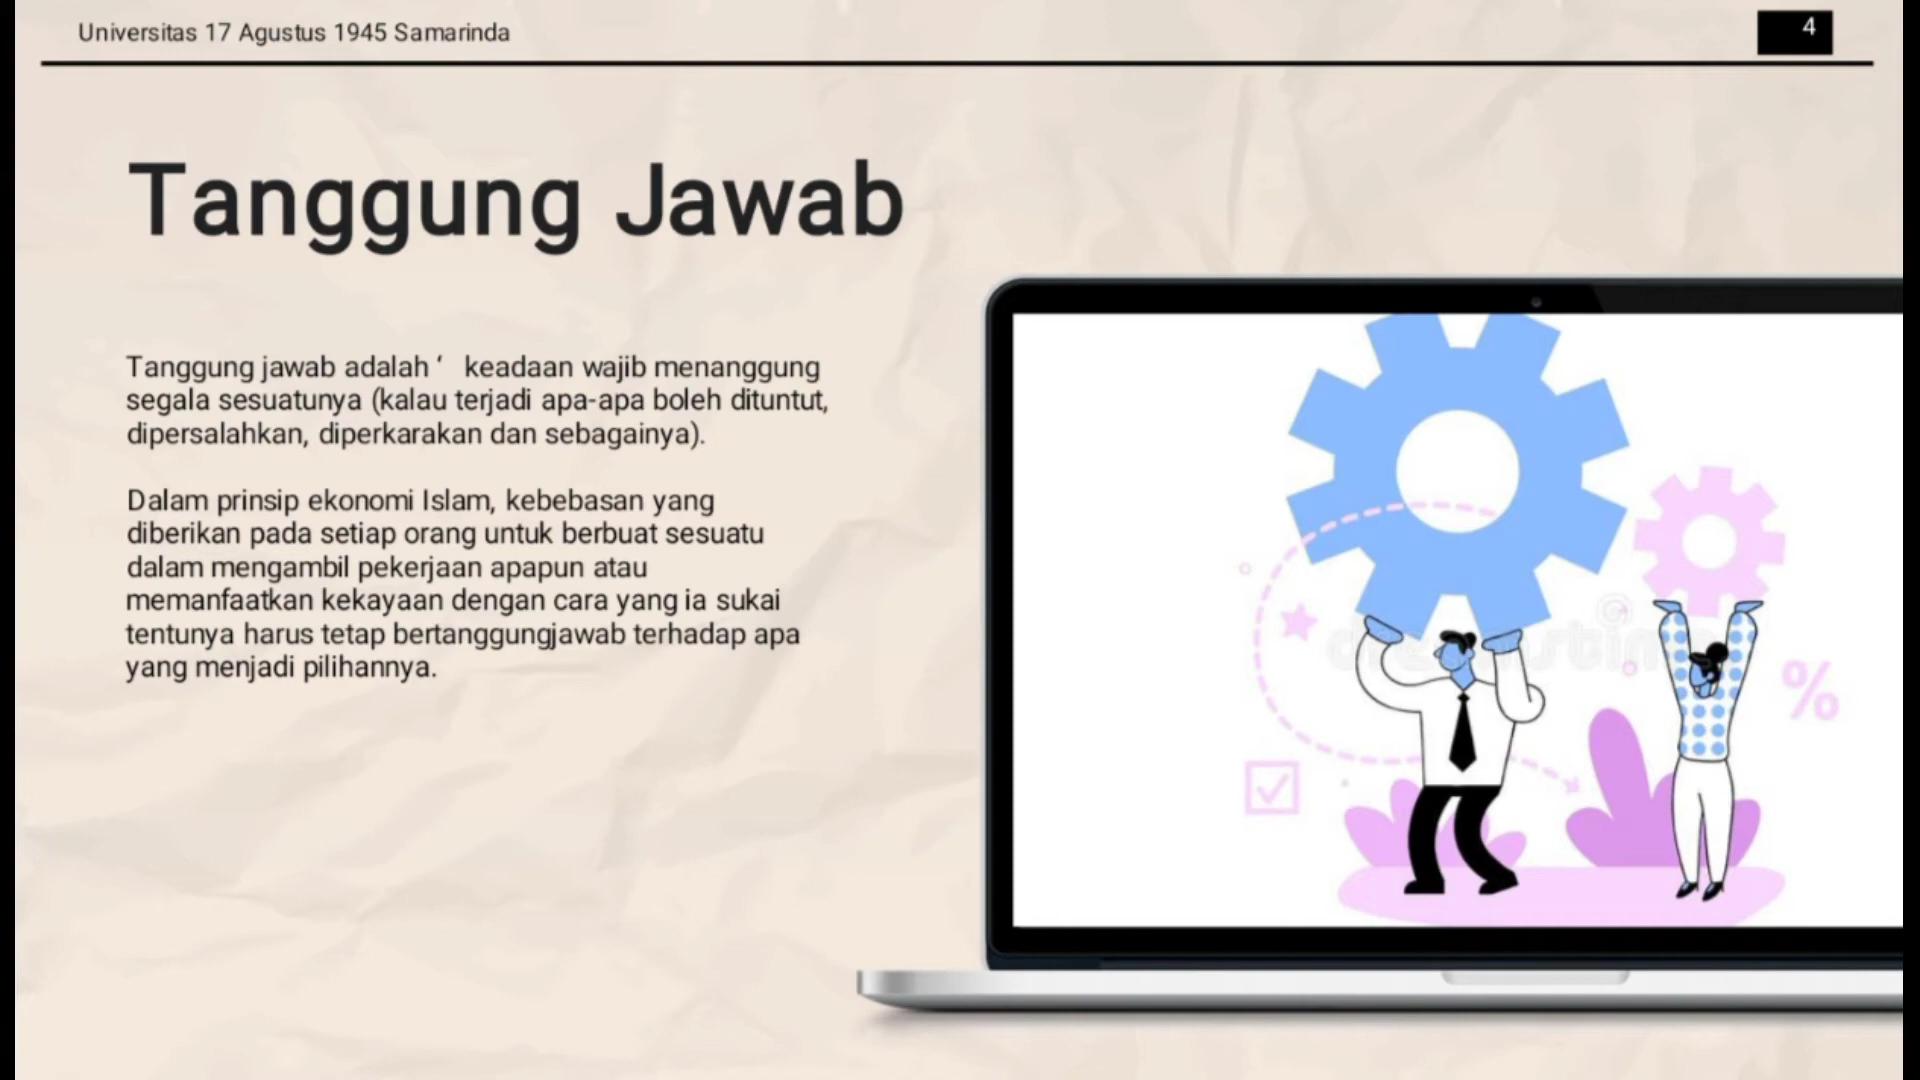 Universitas 17 Agustus 1945 Samarinda
4
Tanggung Jawab
Tanggung jawab adalah ‘ keadaan wajib menanggung
segala sesuatunya (kalau terjadi apa-apa boleh dituntut,
dipersalahkan, diperkarakan dan sebagainya).
Dalam prinsip ekonomi Islam, kebebasan yang
diberikan pada setiap orang untuk berbuat sesuatu
dalam mengambil pekerjaan apapun atau
memanfaatkan kekayaan dengan cara yang ia sukai
tentunya harus tetap bertanggungjawab terhadap apa
yang menjadi pilihannya.
%